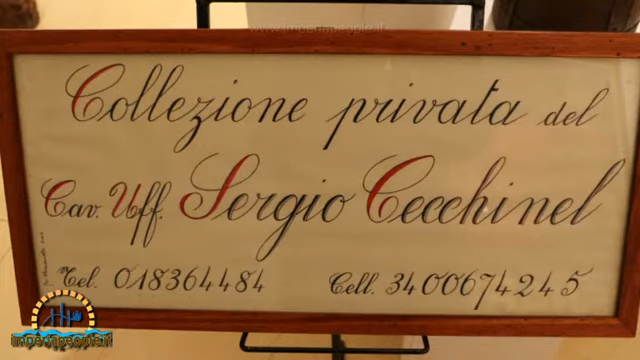 www.imperiapeople.it
Collezione privata del
Cav. Uff. Sergio Cecchinel
Tel. 018364484 Cell. 3400674245
imperiapeople.it